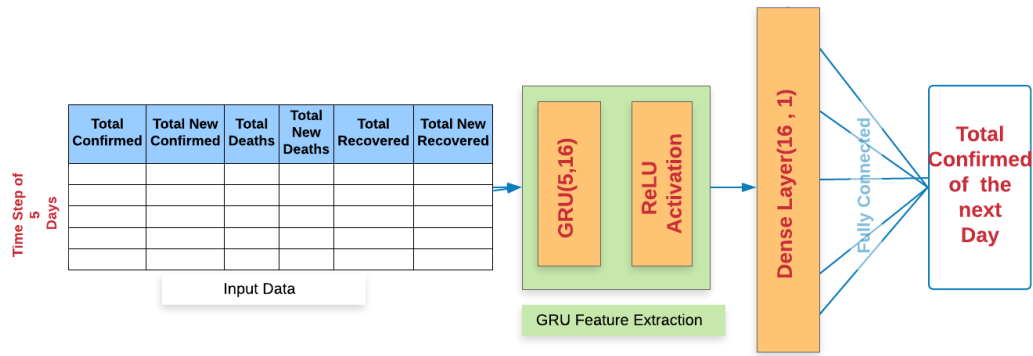 Total
Confirmed
Total New
Confirmed
Total
Deaths
Total
New
Deaths
Total
Recovered
Total New
Recovered
Time Step of
5
Days
Input Data
GRU(5,16)
ReLU
Activation
GRU Feature Extraction
Dense Layer(16 , 1)
Fully Connected
Total
Confirmed
of the
next
Day